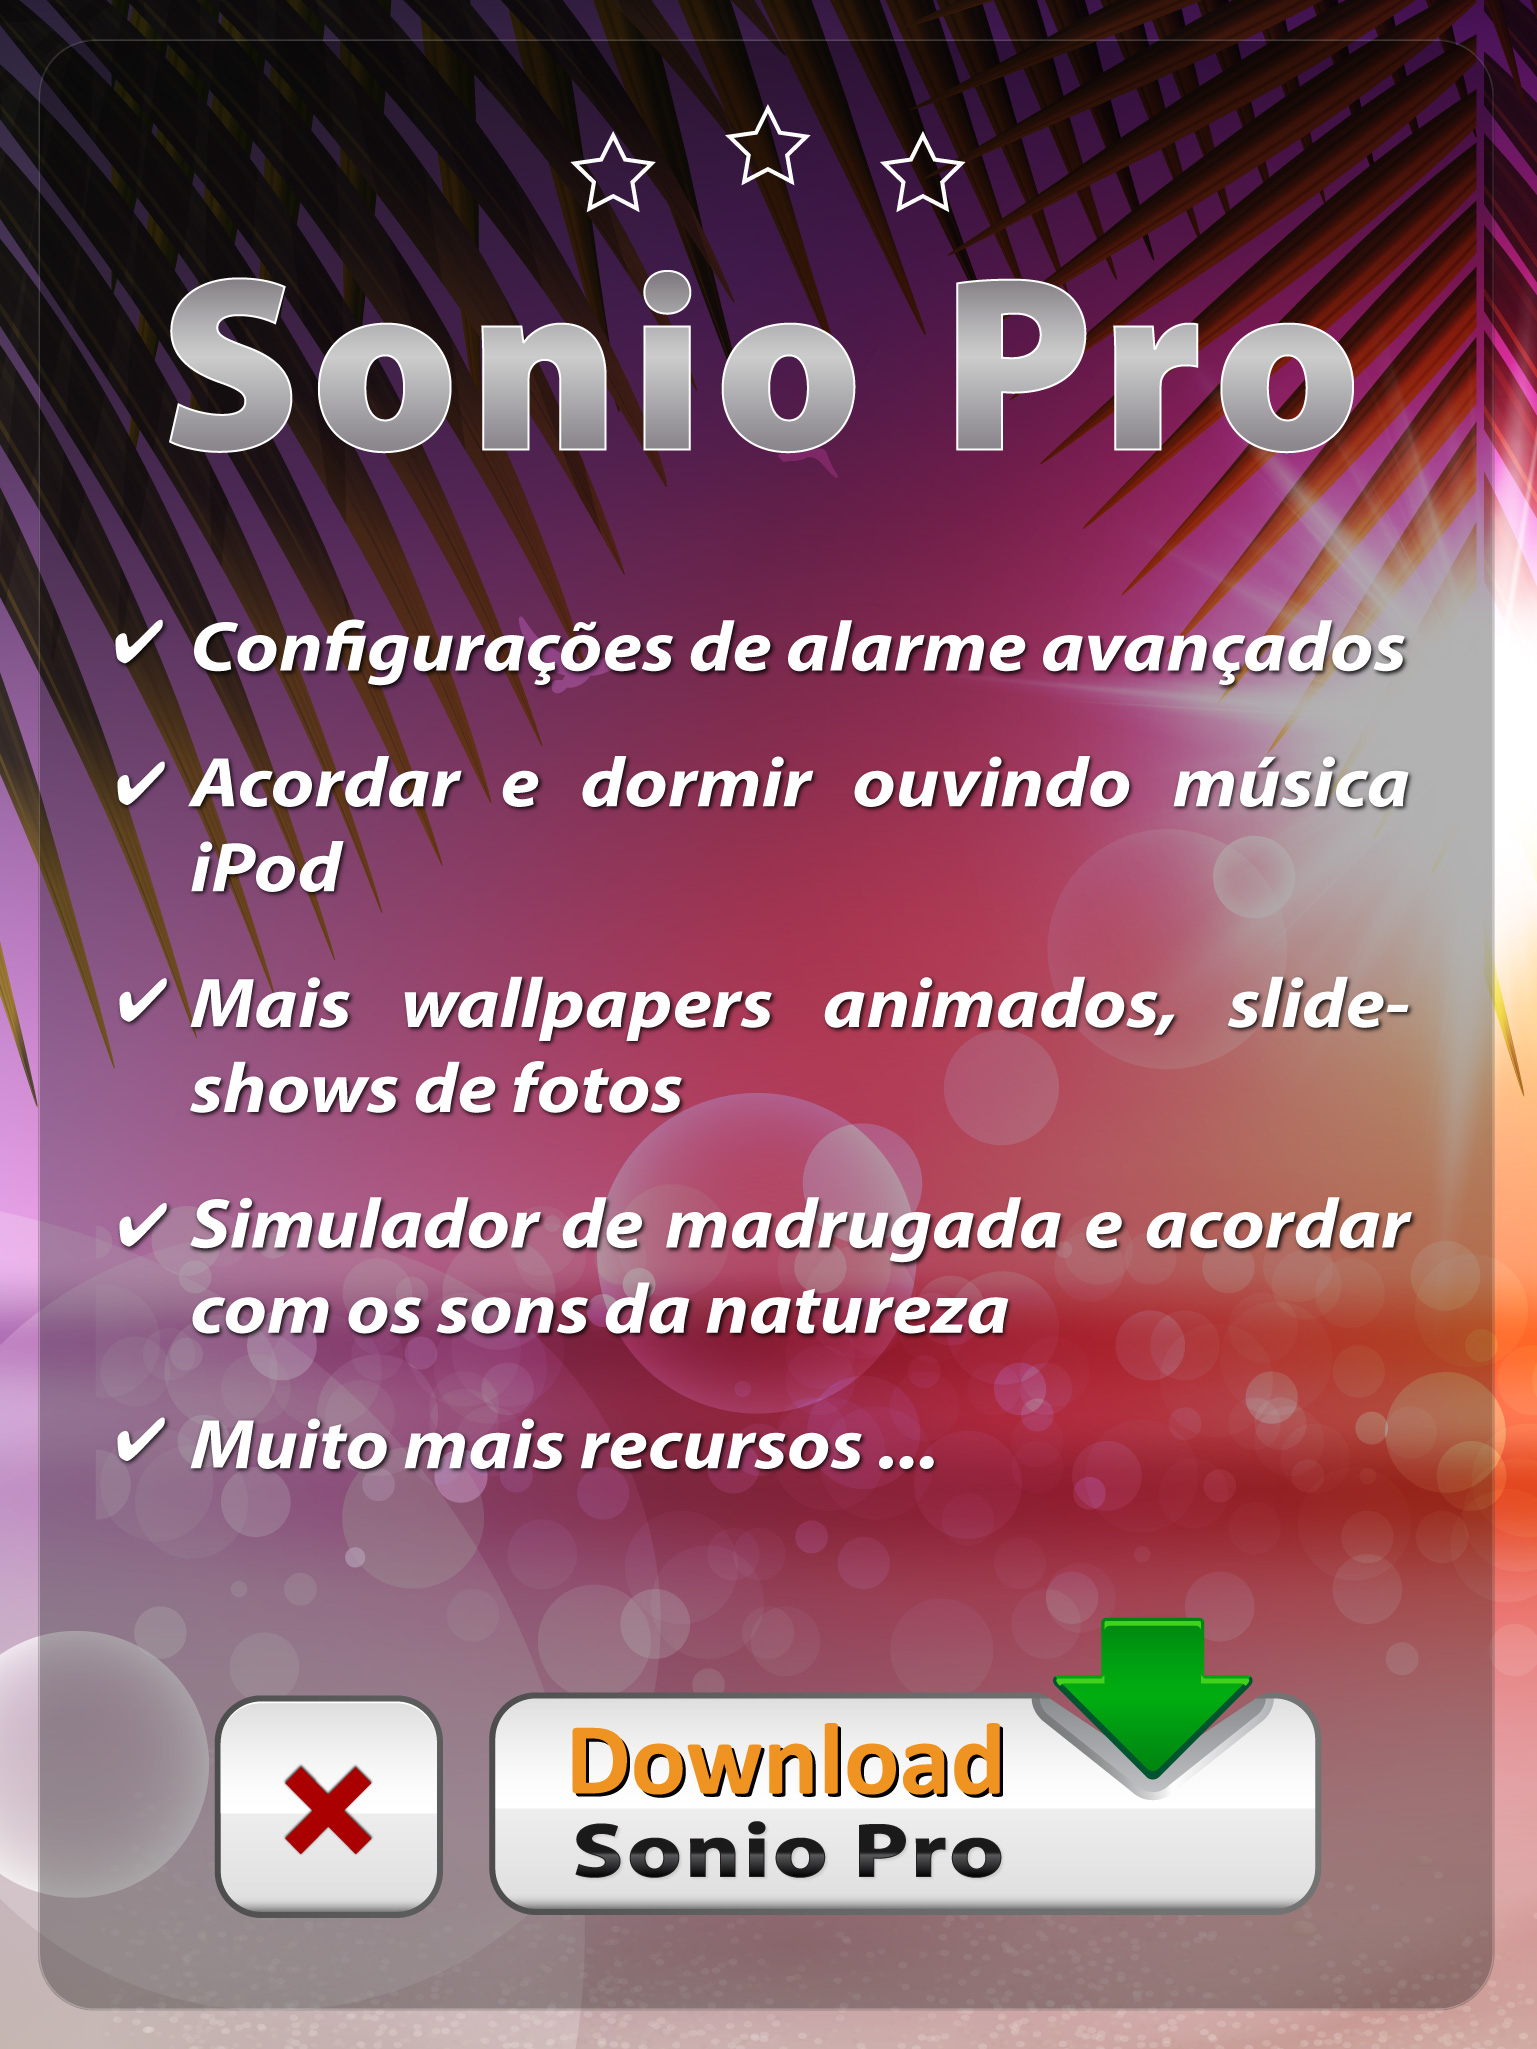 Sonio Pro
Configurações de alarme avançados
Acordar e dormir ouvindo música
iPod
Mais wallpapers animados, slide-
shows de fotos
Simulador de madrugada e acordar
com os sons da natureza
Muito mais recursos ...
Download
Sonio Pro